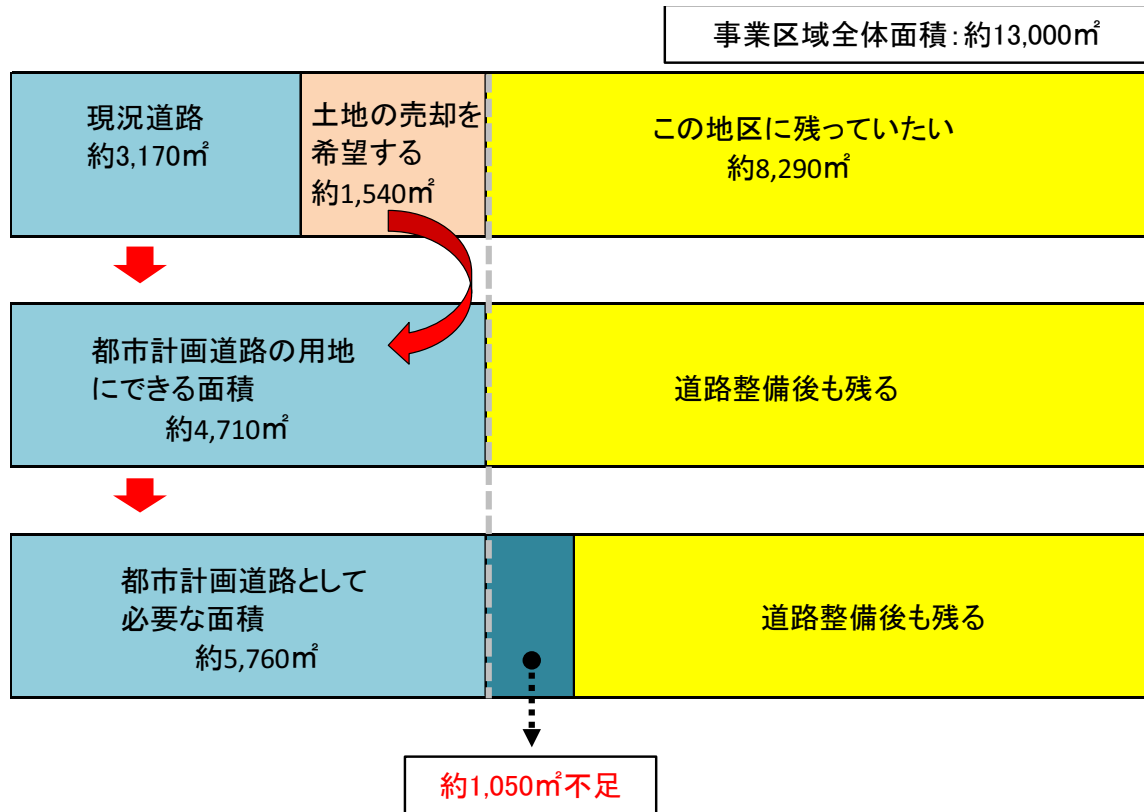 事業区域全体面積：約13,000㎡
現況道路
約3,170㎡
土地の売却を
希望する
約1,540㎡
この地区に残っていたい
約8,290㎡
都市計画道路の用地
にできる面積
約4,710㎡
道路整備後も残る
都市計画道路として
必要な面積
約5,760㎡
道路整備後も残る
約1,050㎡不足